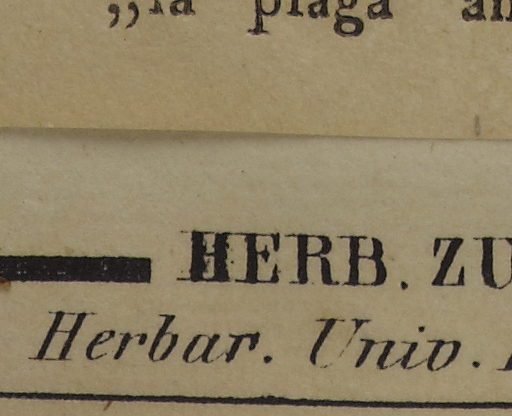 „la plaga
HERB. ZU
Herbar. Univ.